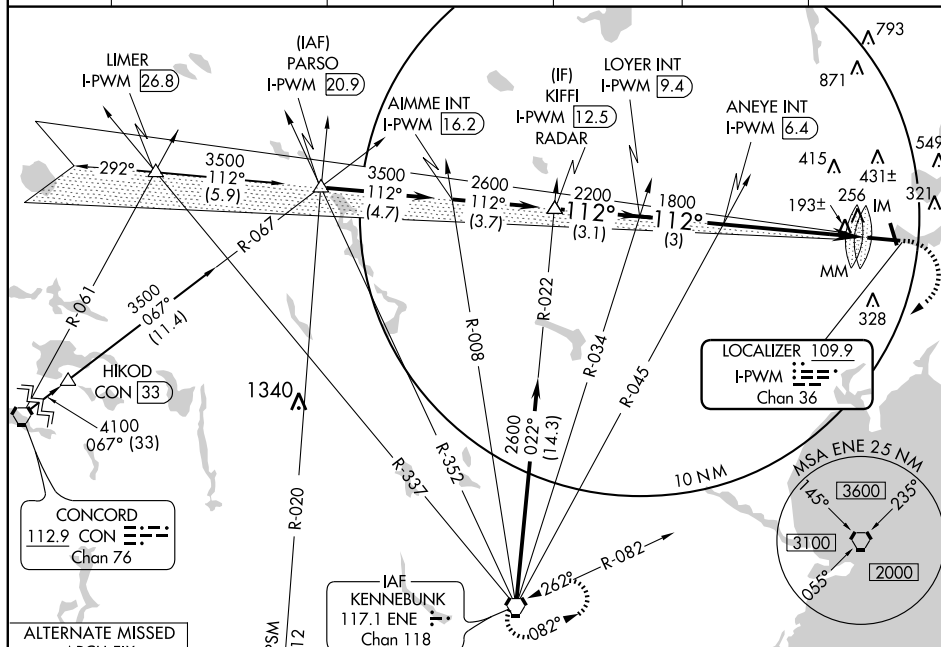 LIMER
I-PWM 26.8
(IAF)
PARSO
I-PWM 20.9
AIMME INT
I-PWM 16.2
(IF)
KIFFI
I-PWM 12.5
RADAR
LOYER INT
I-PWM 9.4
ANEYE INT
I-PWM 6.4
793
871
549
415
431±
321
256
193±
IM
MM
328
292°
3500
112°
(5.9)
3500
112°
(4.7)
2600
112°
(3.7)
2200
112°
(3.1)
1800
112°
(3)
R-061
R-067
3500
067°
(11.4)
HIKOD
CON 33
4100
067° (33)
1340
R-020
R-337
R-352
R-008
R-022
R-034
R-045
2600
022°
(14.3)
10 NM
LOCALIZER 109.9
I-PWM
Chan 36
CONCORD
112.9 CON
Chan 76
MSA ENE 25 NM
145°
3600
235°
3100
055°
2000
IAF
KENNEBUNK
117.1 ENE
Chan 118
262°
R-082
082°
PSM
12
ALTERNATE MISSED